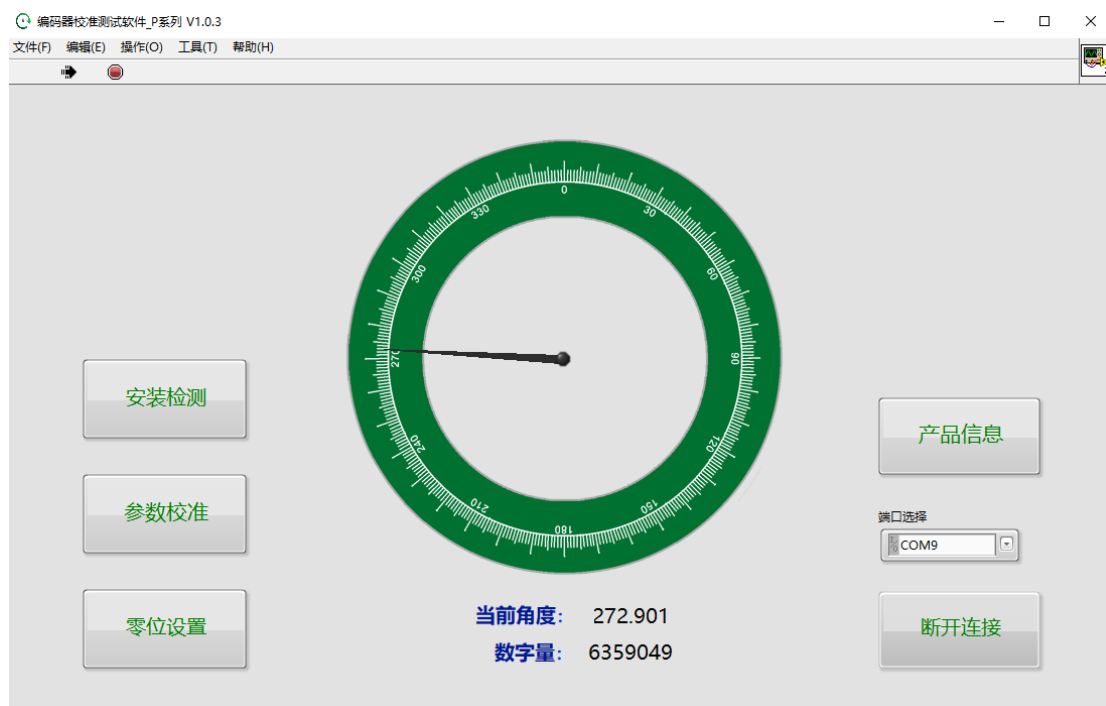 编码器校准测试软件_P系列 V1.0.3
文件(F) 编辑(E) 操作(O) 工具(T) 帮助(H)
0
30
60
90
120
150
180
210
240
270
300
330
安装检测
参数校准
零位设置
当前角度: 272.901
数字量: 6359049
产品信息
端口选择
COM9
断开连接